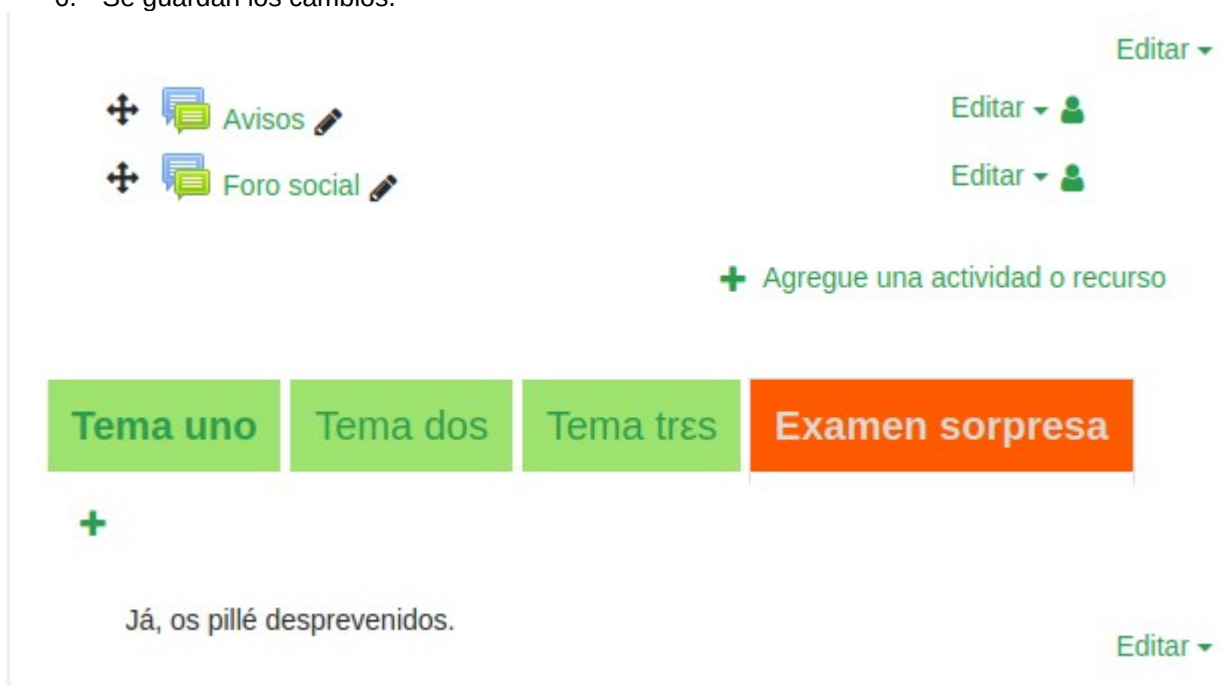 6. Se guardan los cambios.
Editar
Avisos Editar
Foro social Editar
Agregue una actividad o recurso
Tema uno Tema dos Tema trɛs Examen sorpresa
Já, os pillé desprevenidos.
Editar